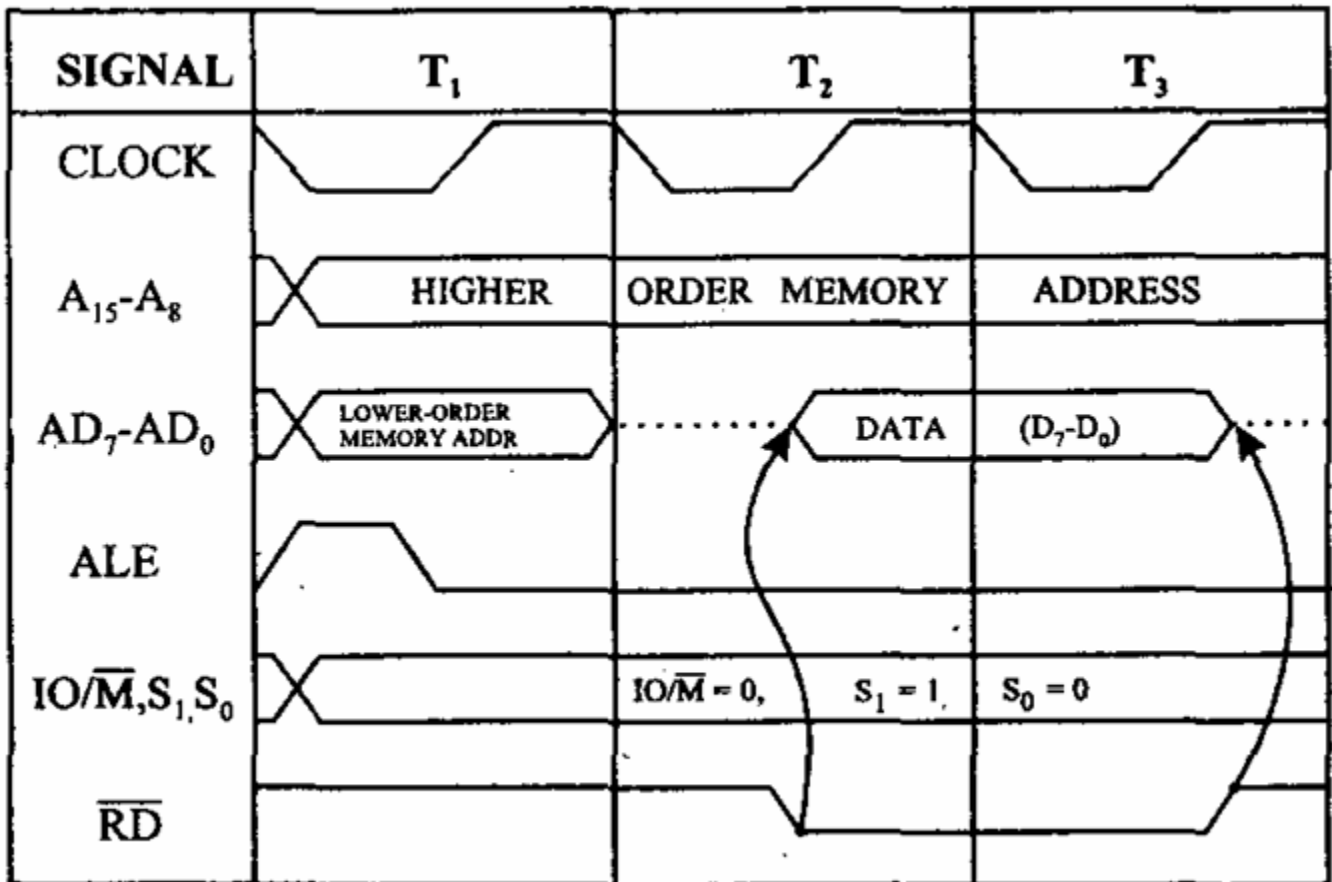 SIGNAL T₁ T₂ T₃
CLOCK
A₁₅-A₈ HIGHER ORDER MEMORY ADDRESS
AD₇-AD₀ LOWER-ORDER MEMORY ADDR DATA (D₇-D₀)
ALE
IO/M̅,S₁,S₀ IO/M̅ = 0, S₁ = 1 S₀ = 0
R̅D̅